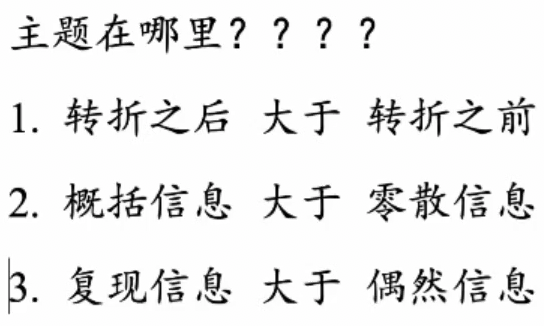 主题在哪里？？？？
1. 转折之后 大于 转折之前
2. 概括信息 大于 零散信息
3. 复现信息 大于 偶然信息